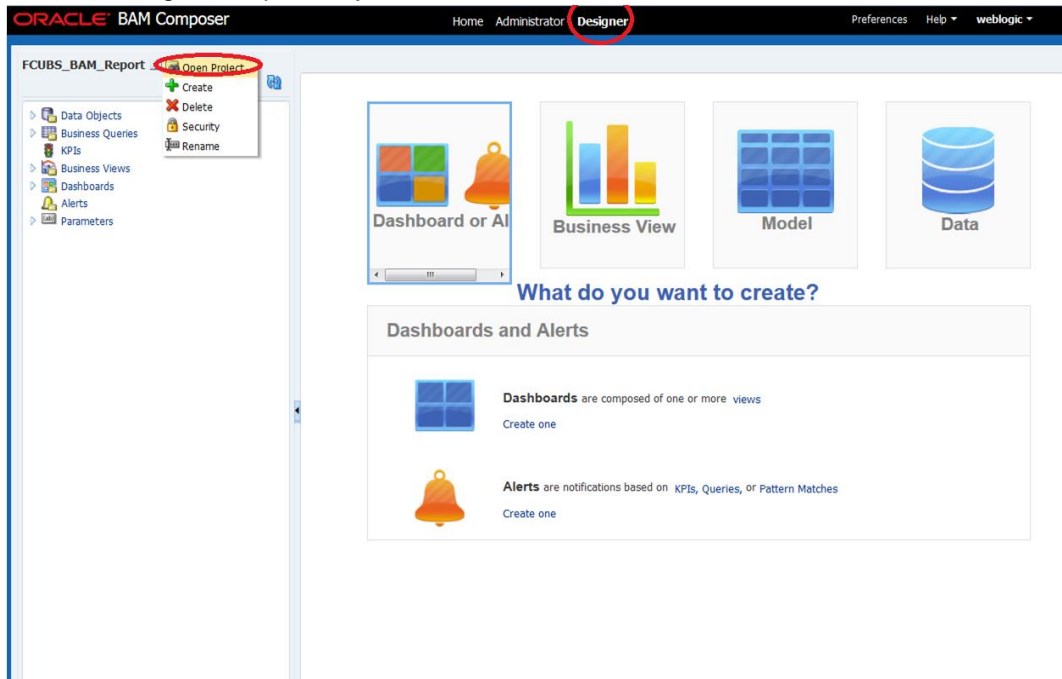 ORACLE BAM Composer Home Administrator Designer Preferences Help weblogic
FCUBS_BAM_Report
Open Project
Create
Delete
Security
Rename
Data Objects
Business Queries
KPIs
Business Views
Dashboards
Alerts
Parameters
Dashboard or Al
Business View
Model
Data
What do you want to create?
Dashboards and Alerts
Dashboards are composed of one or more views
Create one
Alerts are notifications based on KPIs, Queries, or Pattern Matches
Create one